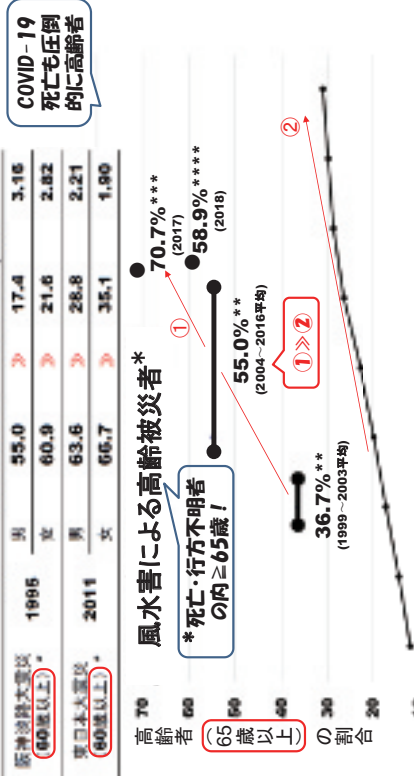 COVID-19
死亡も圧倒
的に高齢者
阪神淡路大震災
(60歳以上)*
1995
男 55.0 ≫ 17.4 3.16
女 60.9 ≫ 21.6 2.82
東日本大震災
(60歳以上)*
2011
男 63.6 ≫ 28.8 2.21
女 66.7 ≫ 35.1 1.90
風水害による高齢被災者*
*死亡・行方不明者
の内≧65歳!
70
60
50
40
30
20
10
高齢者
(65歳以上)
の割合
70.7%***
(2017)
58.9%****
(2018)
①
55.0%**
(2004~2016平均)
①≫②
36.7%**
(1999~2003平均)
②